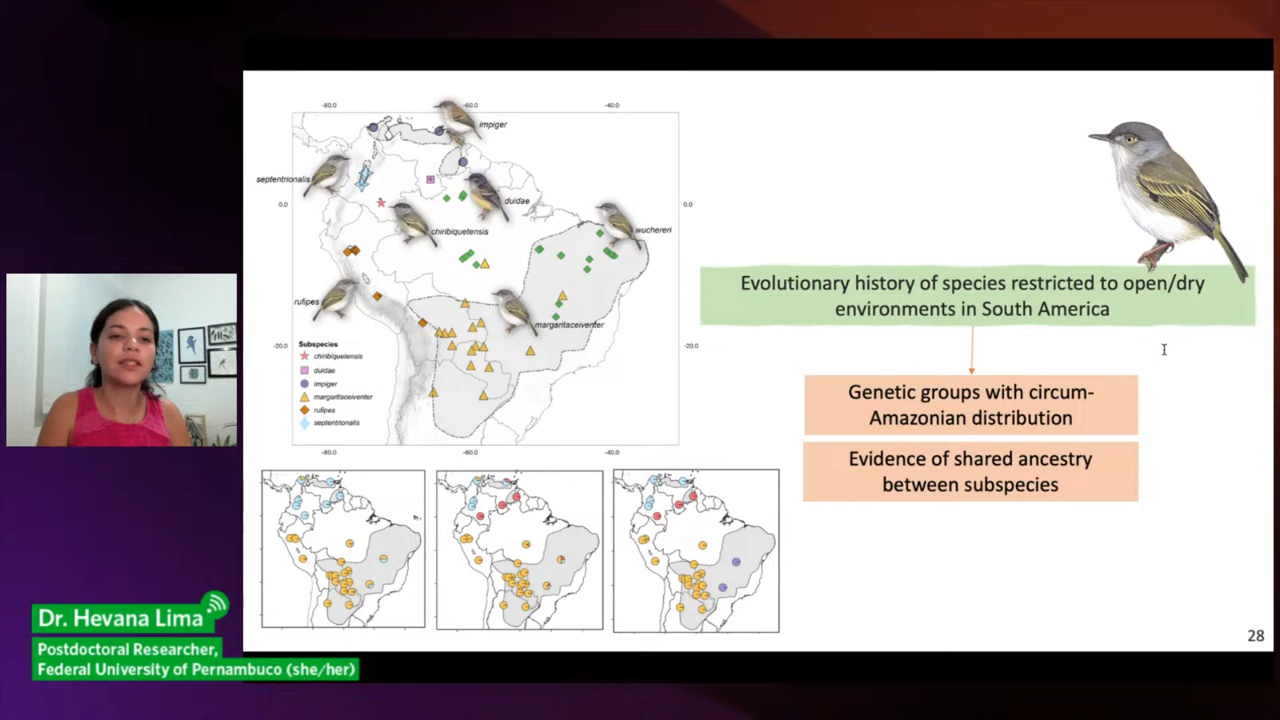 -80.0
-60.0
-40.0
impiger
septentrionalis
0.0
duidae
0.0
chiribiquetensis
wuchereri
rufipes
margaritaceiventer
-20.0
-20.0
Subspecies
chiribiquetensis
duidae
impiger
margaritaceiventer
rufipes
septentrionalis
-80.0
-60.0
-40.0
Evolutionary history of species restricted to open/dry
environments in South America
Genetic groups with circum-
Amazonian distribution
Evidence of shared ancestry
between subspecies
28
Dr. Hevana Lima
Postdoctoral Researcher,
Federal University of Pernambuco (she/her)